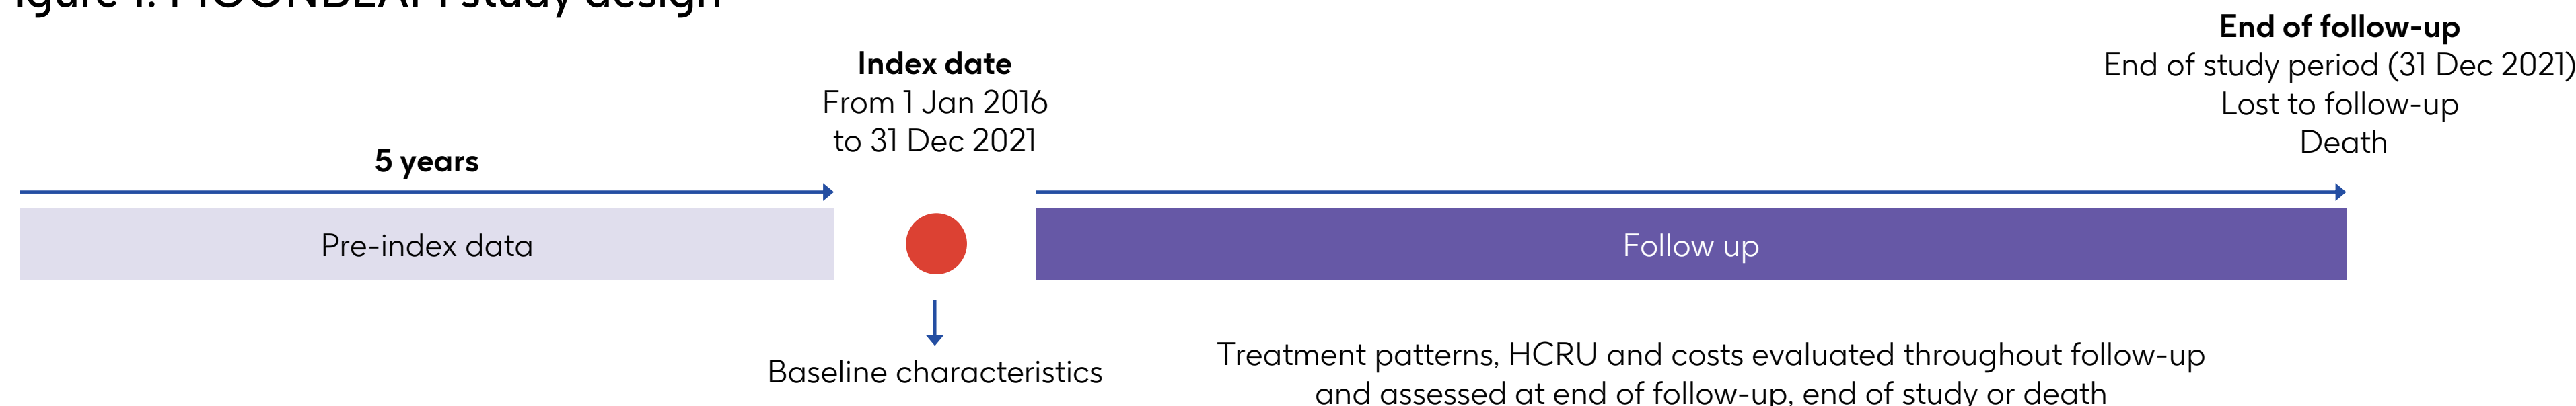 study design
End of follow-up
End of study period (31 Dec 2021)
Lost to follow-up
Death
Index date
From 1 Jan 2016
to 31 Dec 2021
5 years
Pre-index data
Follow up
Baseline characteristics
Treatment patterns, HCRU and costs evaluated throughout follow-up
and assessed at end of follow-up, end of study or death